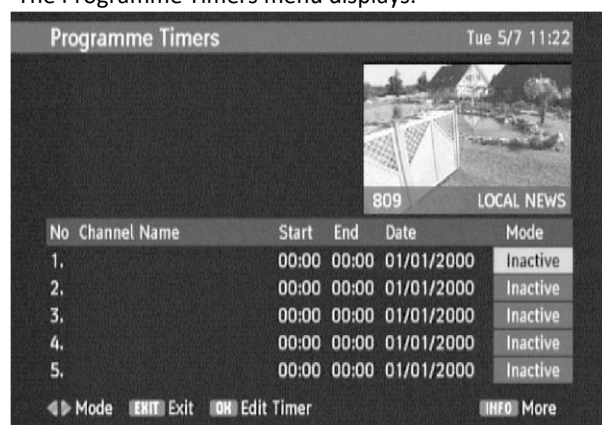 The Programme Timers menu displays:
Programme Timers Tue 5/7 11:22
809 LOCAL NEWS
No Channel Name Start End Date Mode
1. 00:00 00:00 01/01/2000 Inactive
2. 00:00 00:00 01/01/2000 Inactive
3. 00:00 00:00 01/01/2000 Inactive
4. 00:00 00:00 01/01/2000 Inactive
5. 00:00 00:00 01/01/2000 Inactive
Mode EXIT Exit OK Edit Timer INFO More